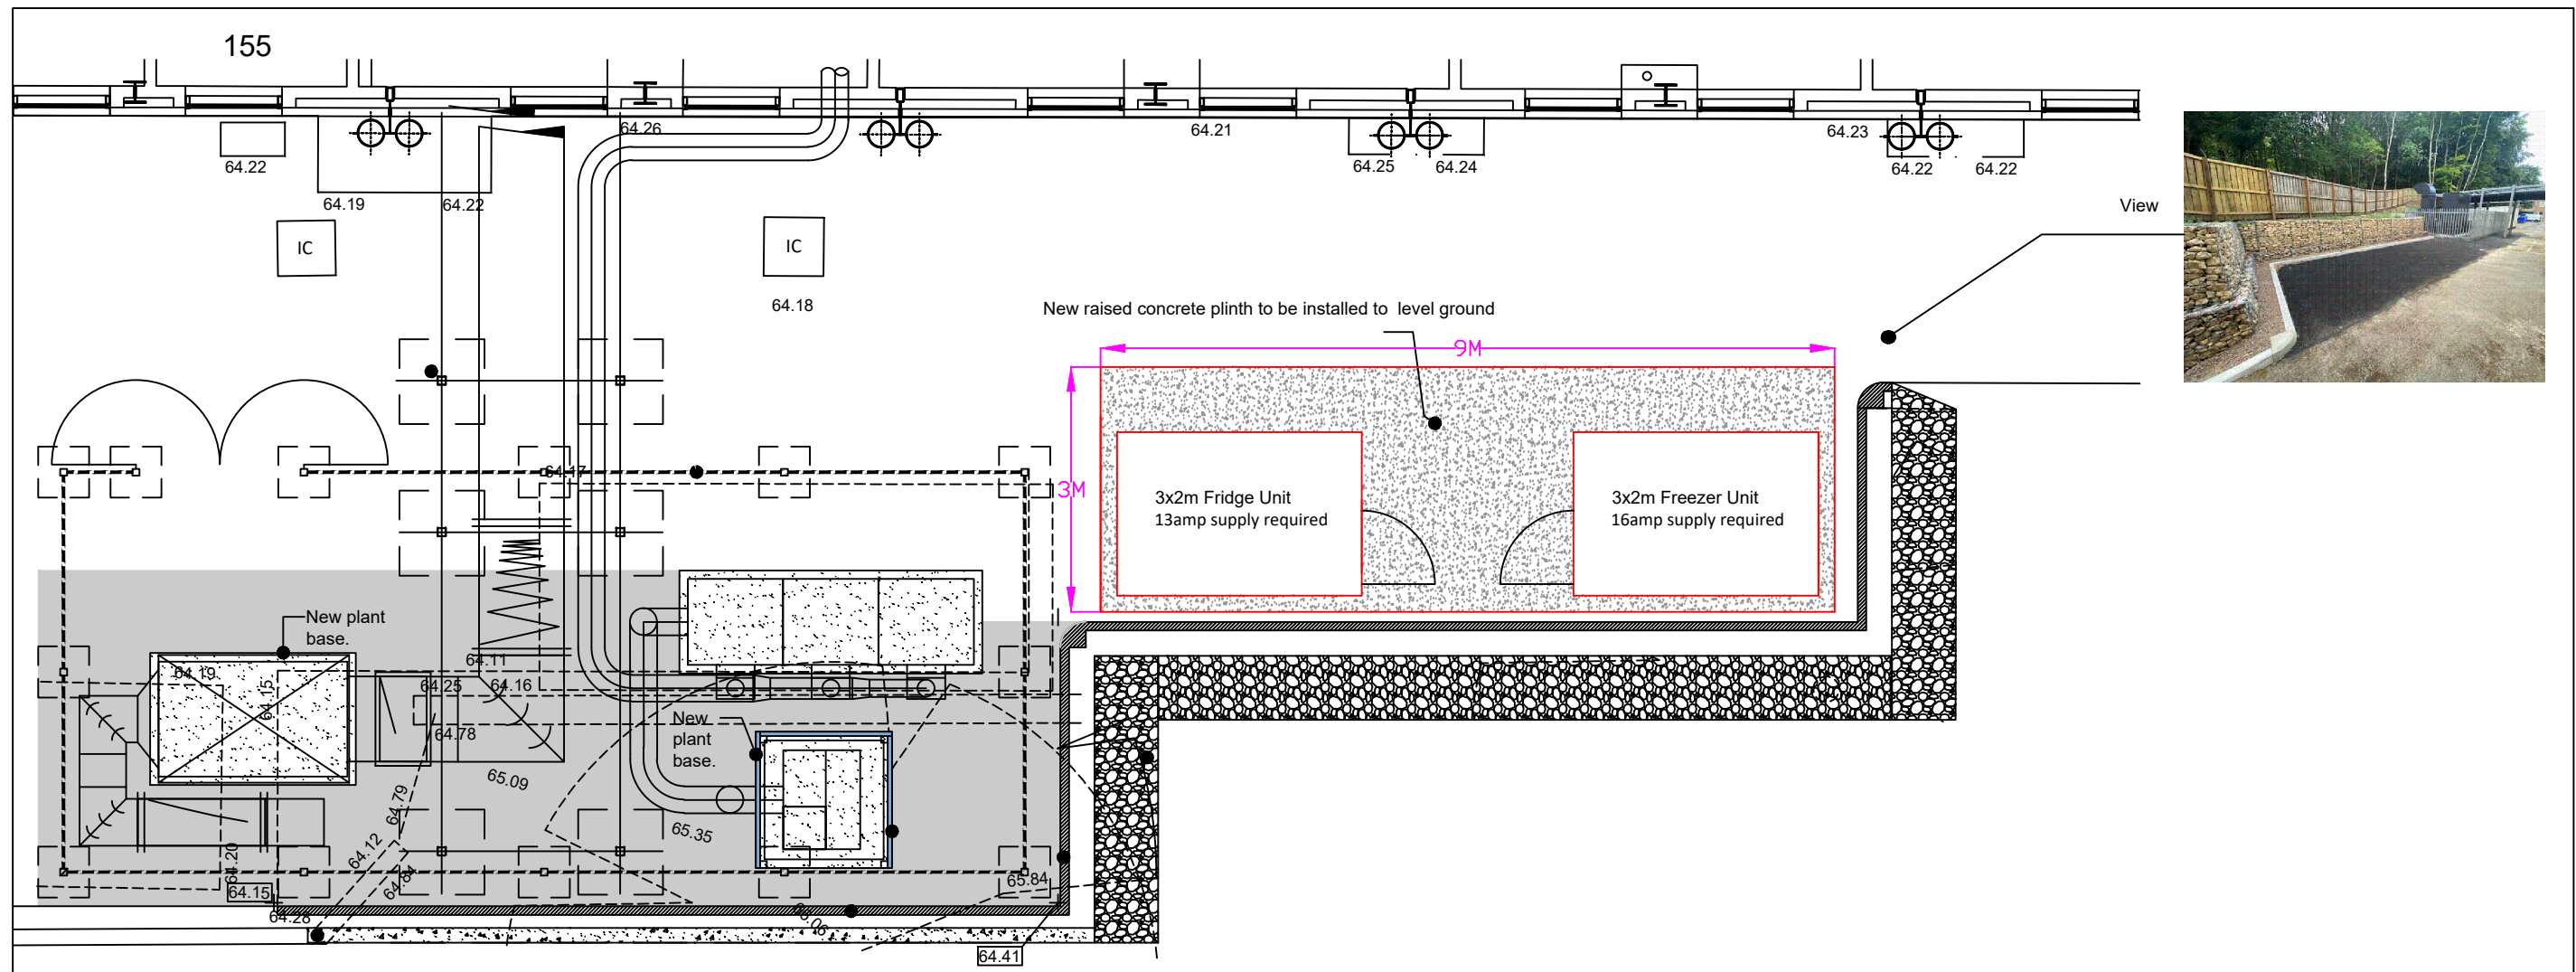 155
64.26
64.21
64.23
64.22
64.25
64.24
64.22
64.22
64.19
64.22
View
IC
IC
64.18
New raised concrete plinth to be installed to level ground
9M
64.17
3M
3x2m Fridge Unit
13amp supply required
3x2m Freezer Unit
16amp supply required
New plant
base.
64.11
64.19
64.15
64.25
64.16
64.78
New
plant
base.
65.09
64.79
65.35
64.12
64.20
64.84
64.15
65.84
64.28
66.06
64.41